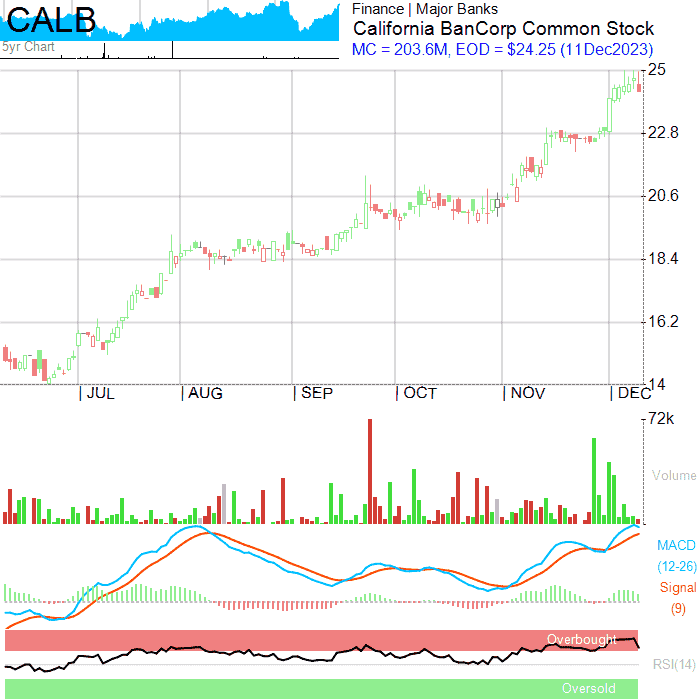 CALB
5yr Chart
Finance | Major Banks
California BanCorp Common Stock
MC = 203.6M, EOD = $24.25 (11Dec2023)
25
22.8
20.6
18.4
16.2
14
| JUL | AUG | SEP | OCT | NOV | DEC
72k
Volume
MACD
(12-26)
Signal
(9)
Overbought
RSI(14)
Oversold